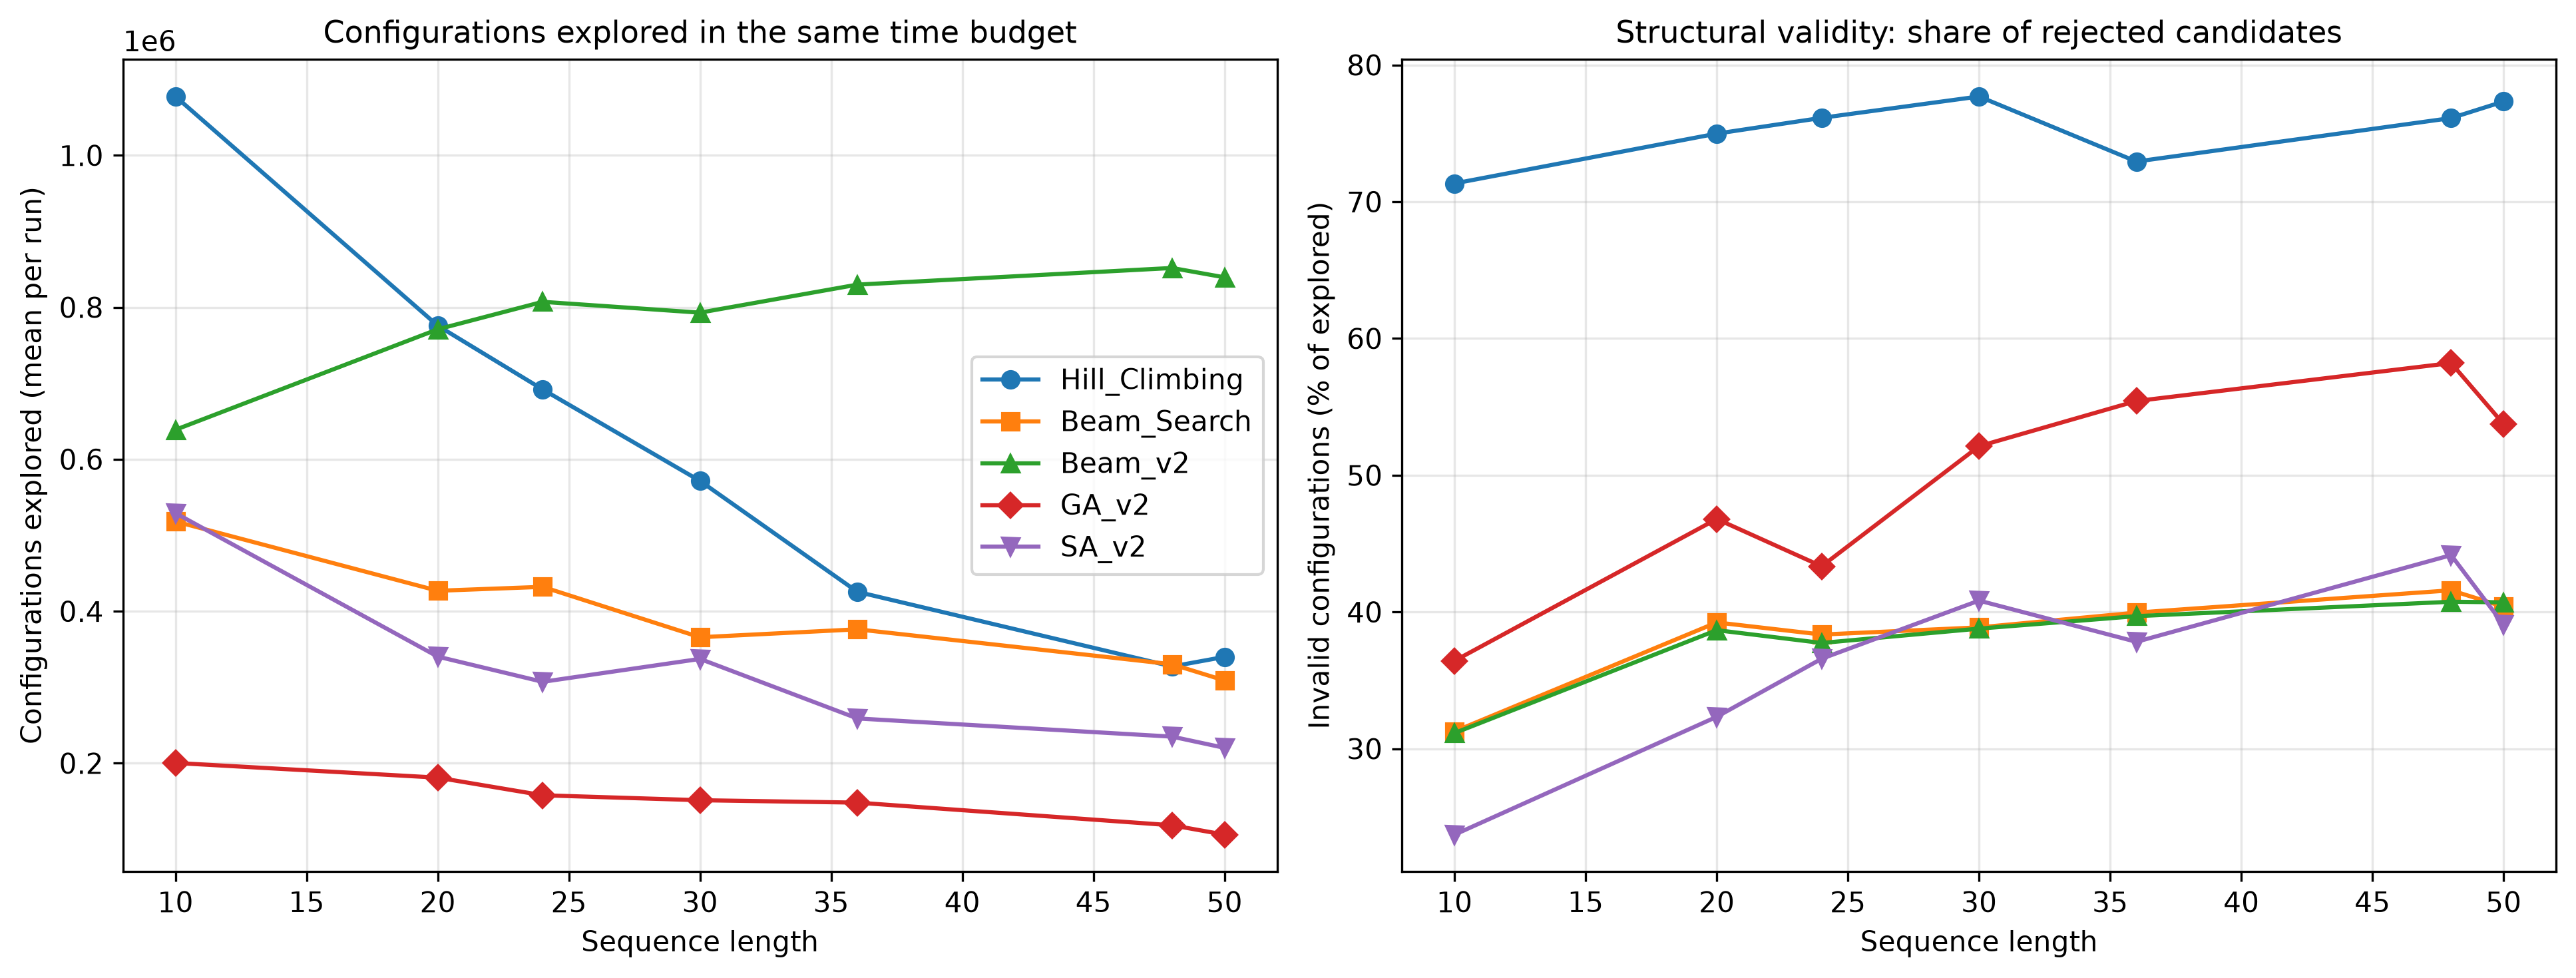 Configurations explored in the same time budget
1e6
Configurations explored (mean per run)
1.0
0.8
0.6
0.4
0.2
10 15 20 25 30 35 40 45 50
Sequence length
Hill_Climbing
Beam_Search
Beam_v2
GA_v2
SA_v2
Structural validity: share of rejected candidates
Invalid configurations (% of explored)
80
70
60
50
40
30
10 15 20 25 30 35 40 45 50
Sequence length